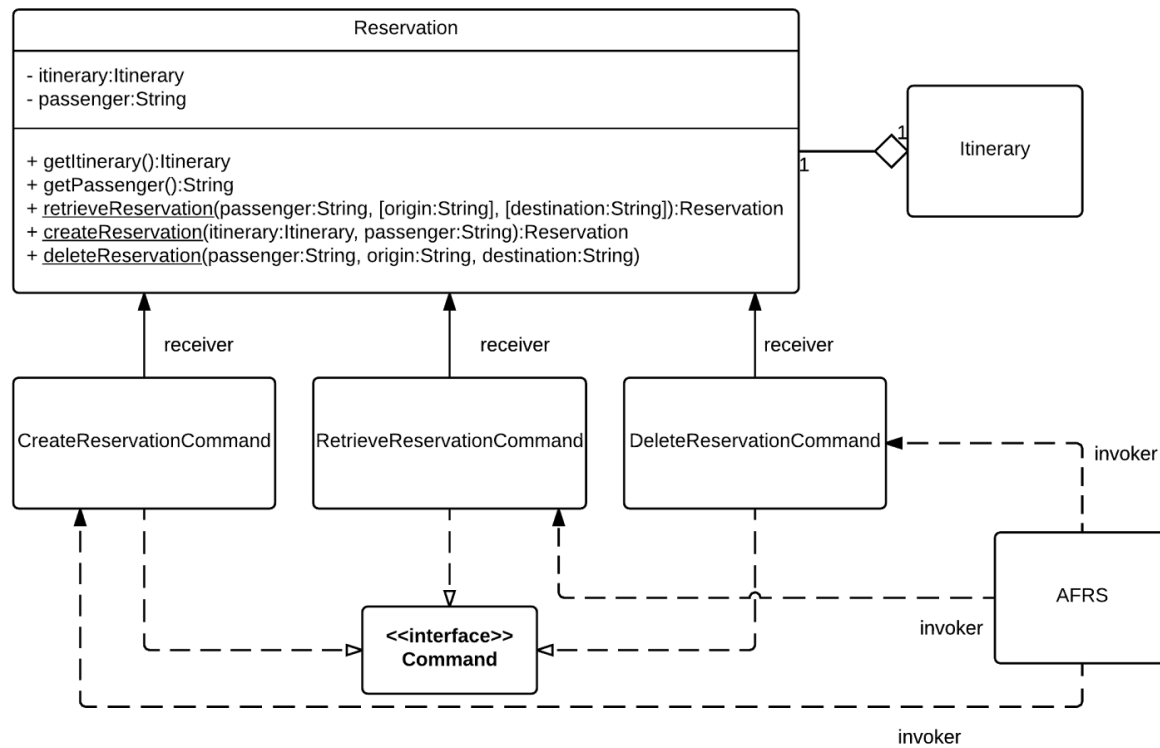 Reservation
- itinerary:Itinerary
- passenger:String
+ getItinerary():Itinerary
+ getPassenger():String
+ retrieveReservation(passenger:String, [origin:String], [destination:String]):Reservation
+ createReservation(itinerary:Itinerary, passenger:String):Reservation
+ deleteReservation(passenger:String, origin:String, destination:String)
1
1
Itinerary
receiver
receiver
receiver
CreateReservationCommand
RetrieveReservationCommand
DeleteReservationCommand
invoker
AFRS
invoker
<<interface>>
Command
invoker